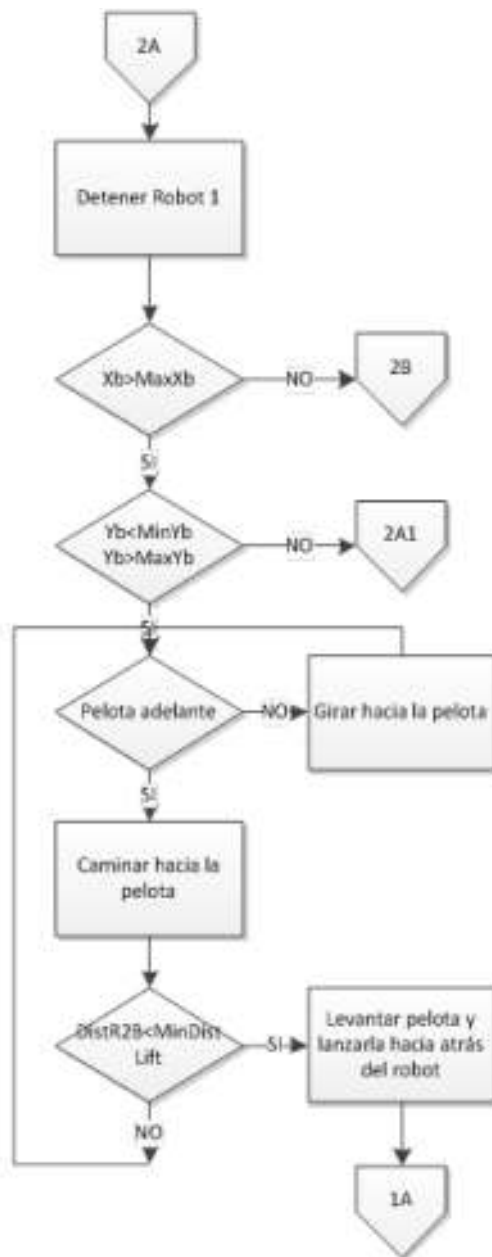 2A
Detener Robot 1
Xb>MaxXb
NO
2B
SI
Yb<MinYb
Yb>MaxYb
NO
2A1
SI
Pelota adelante
NO
Girar hacia la pelota
SI
Caminar hacia la
pelota
DistR2B<MinDist
Lift
SI
Levantar pelota y
lanzarla hacia atrás
del robot
NO
1A